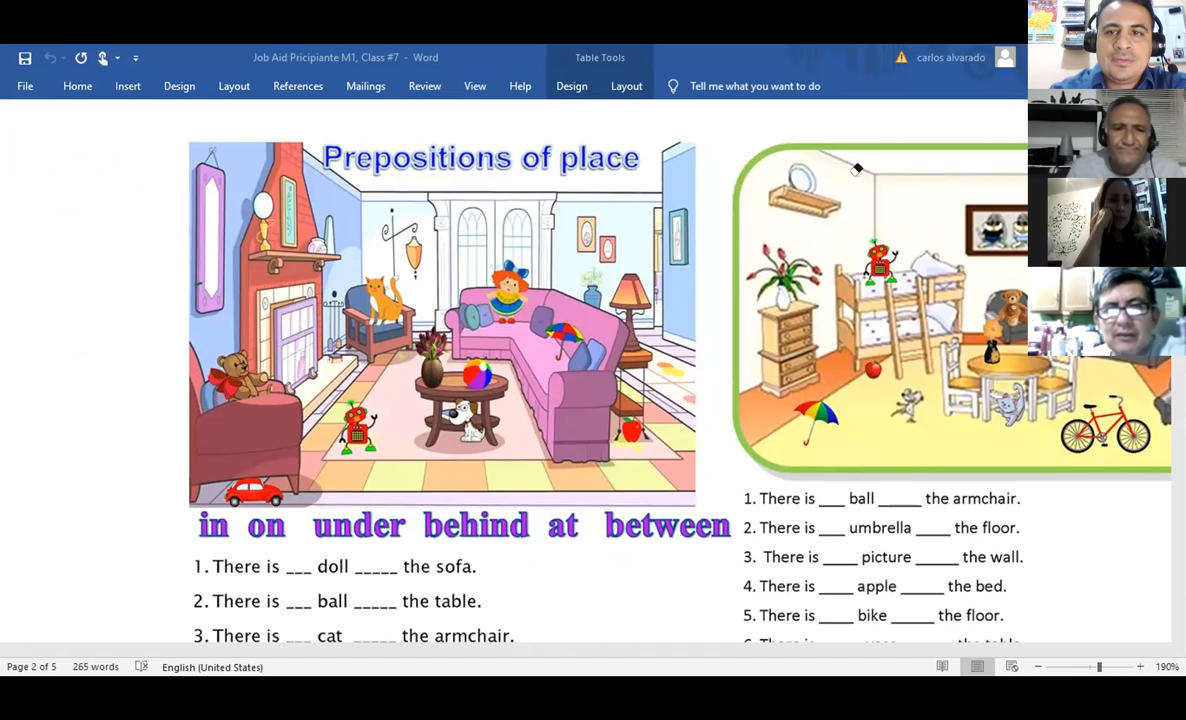 Job Aid Pricipiante M1, Class #7 - Word
Table Tools
carlos alvarado
File Home Insert Design Layout References Mailings Review View Help Design Layout Tell me what you want to do
Prepositions of place
in on under behind at between
1. There is ___ doll _____ the sofa.
2. There is ___ ball _____ the table.
3. There is ___ cat _____ the armchair.
1. There is ___ ball _____ the armchair.
2. There is ___ umbrella ____ the floor.
3. There is ____ picture _____ the wall.
4. There is ____ apple _____ the bed.
5. There is ____ bike _____ the floor.
Page 2 of 5 265 words English (United States) 190%